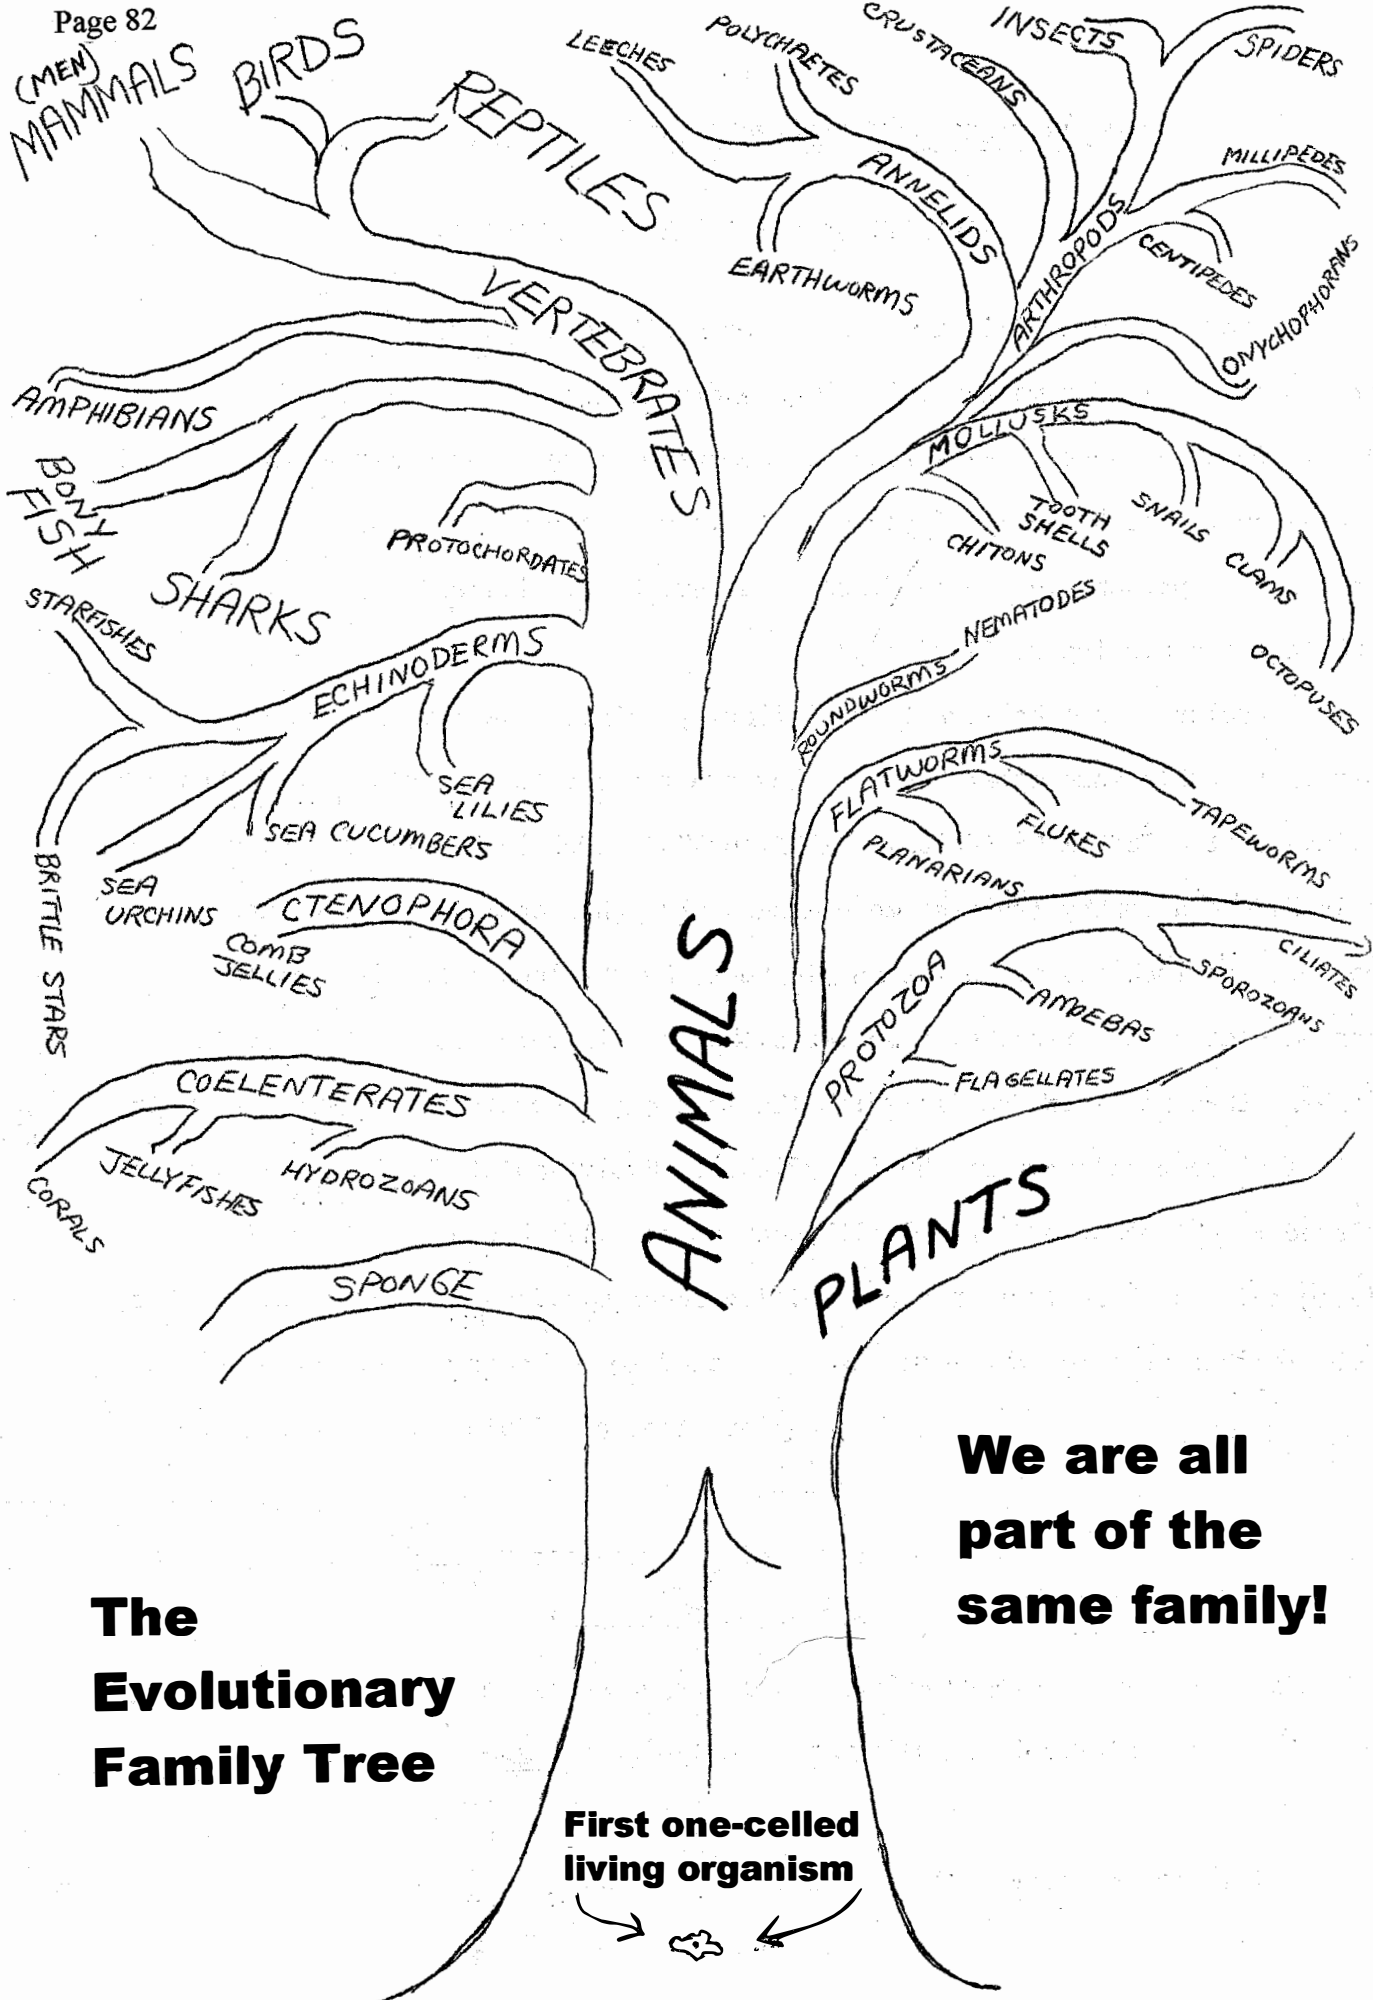 Page 82
(MEN)
MAMMALS
BIRDS
REPTILES
LEECHES
POLYCHAETES
CRUSTACEANS
INSECTS
SPIDERS
ANNELIDS
MILLIPEDES
EARTHWORMS
ARTHROPODS
CENTIPEDES
ONYCHOPHORANS
VERTEBRATES
AMPHIBIANS
MOLLUSKS
BONY
FISH
PROTOCHORDATES
CHITONS
TOOTH
SHELLS
SNAILS
CLAMS
OCTOPUSES
SHARKS
STARFISHES
ECHINODERMS
NEMATODES
ROUNDWORMS
SEA
LILIES
SEA CUCUMBERS
SEA
URCHINS
BRITTLE STARS
FLATWORMS
TAPEWORMS
FLUKES
PLANARIANS
CTENOPHORA
COMB
JELLIES
PROTOZOA
CILIATES
SPOROZOANS
AMOEBAS
FLAGELLATES
COELENTERATES
JELLYFISHES
HYDROZOANS
CORALS
ANIMALS
PLANTS
SPONGE
We are all
part of the
same family!
The
Evolutionary
Family Tree
First one-celled
living organism